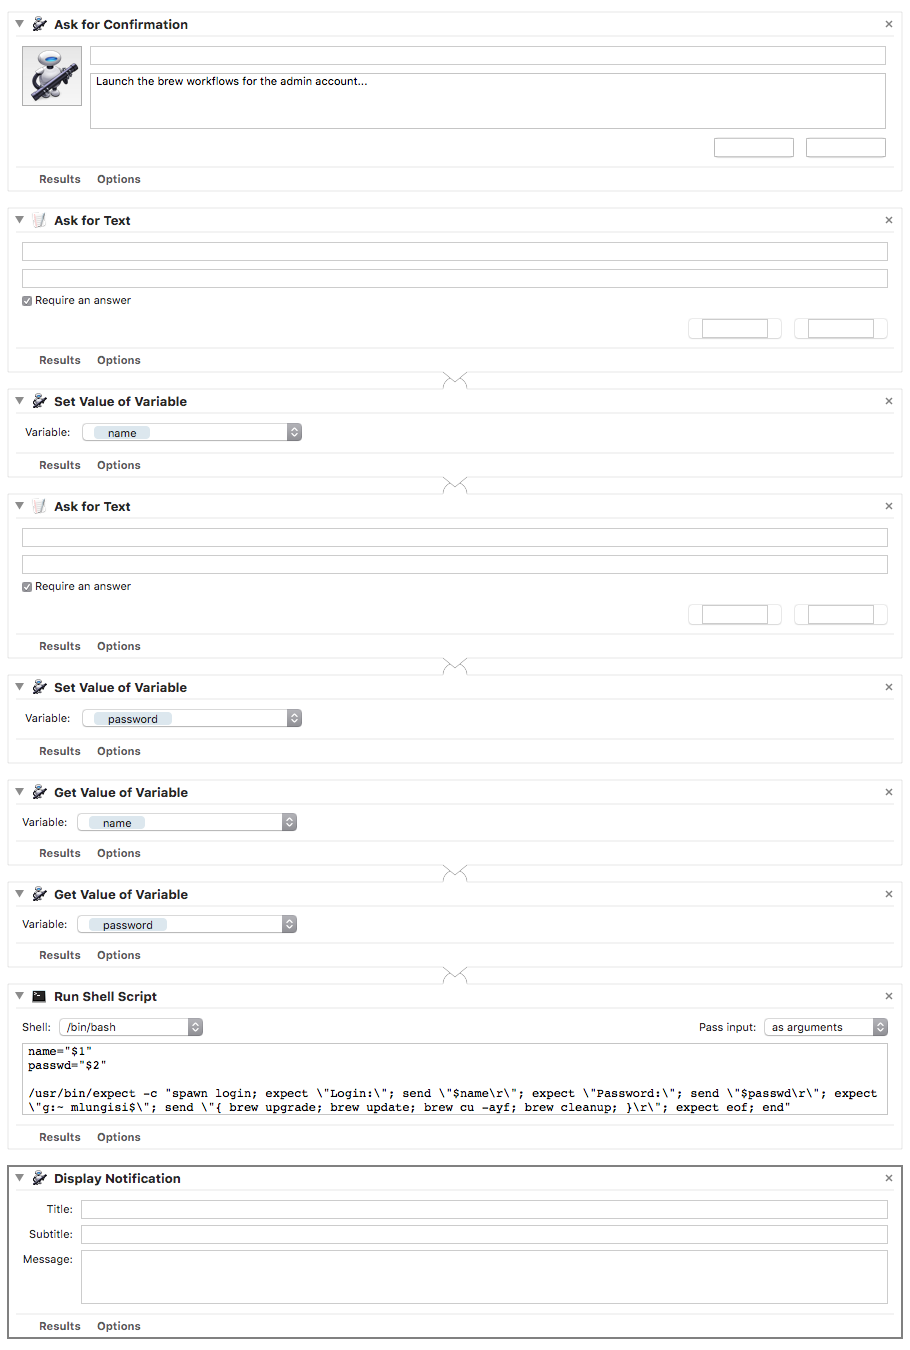 Ask for Confirmation
Launch the brew workflows for the admin account...
Results Options
Ask for Text
Require an answer
Results Options
Set Value of Variable
Variable: name
Results Options
Ask for Text
Require an answer
Results Options
Set Value of Variable
Variable: password
Results Options
Get Value of Variable
Variable: name
Results Options
Get Value of Variable
Variable: password
Results Options
Run Shell Script
Shell: /bin/bash Pass input: as arguments
name="$1"
passwd="$2"
/usr/bin/expect -c "spawn login; expect \"Login:\"; send \"$name\r\"; expect \"Password:\"; send \"$passwd\r\"; expect
\"g:~ mlungisi$\"; send \"{ brew upgrade; brew update; brew cu -ayf; brew cleanup; }\r\"; expect eof; end"
Results Options
Display Notification
Title:
Subtitle:
Message:
Results Options